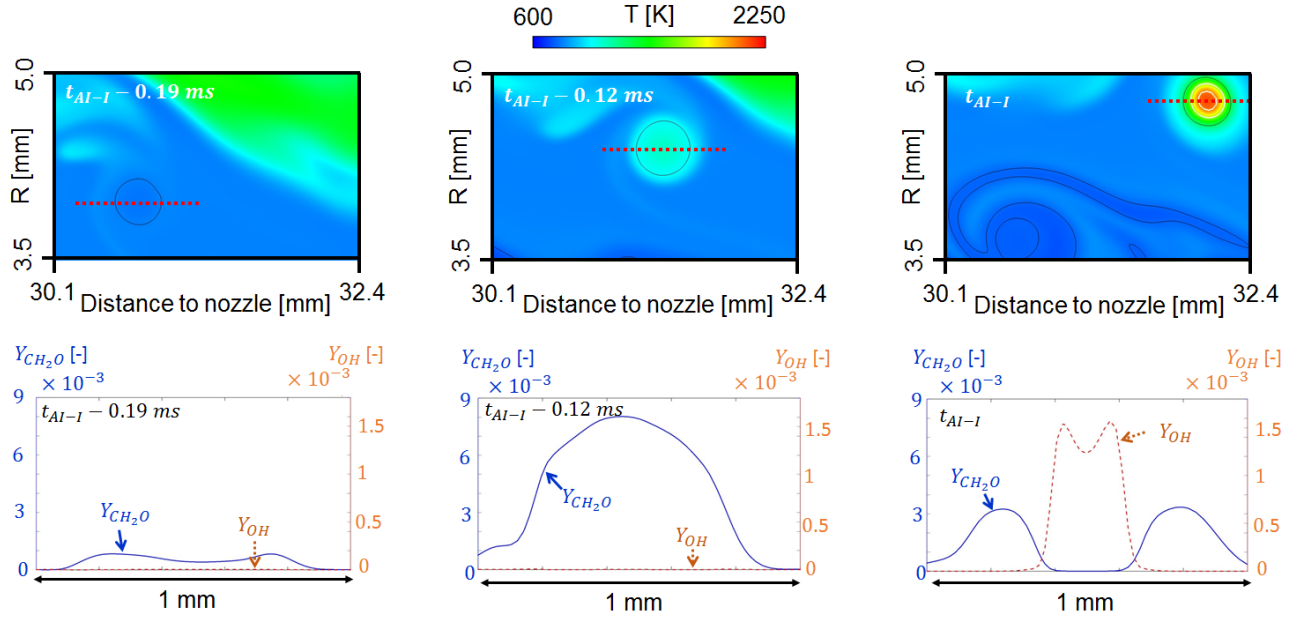 600 T [K] 2250
5.0
R [mm]
3.5
t_{AI-I} − 0.19 ms
30.1 Distance to nozzle [mm] 32.4
5.0
R [mm]
3.5
t_{AI-I} − 0.12 ms
30.1 Distance to nozzle [mm] 32.4
5.0
R [mm]
3.5
t_{AI-I}
30.1 Distance to nozzle [mm] 32.4
Y_{CH_2O} [-] Y_{OH} [-]
× 10^{−3} × 10^{−3}
t_{AI-I} − 0.19 ms
9
6
3
0
1.5
1
0.5
0
Y_{CH_2O}
Y_{OH}
1 mm
Y_{CH_2O} [-] Y_{OH} [-]
× 10^{−3} × 10^{−3}
t_{AI-I} − 0.12 ms
9
6
3
0
1.5
1
0.5
0
Y_{CH_2O}
Y_{OH}
1 mm
Y_{CH_2O} [-] Y_{OH} [-]
× 10^{−3} × 10^{−3}
t_{AI-I}
9
6
3
0
1.5
1
0.5
0
Y_{OH}
Y_{CH_2O}
1 mm